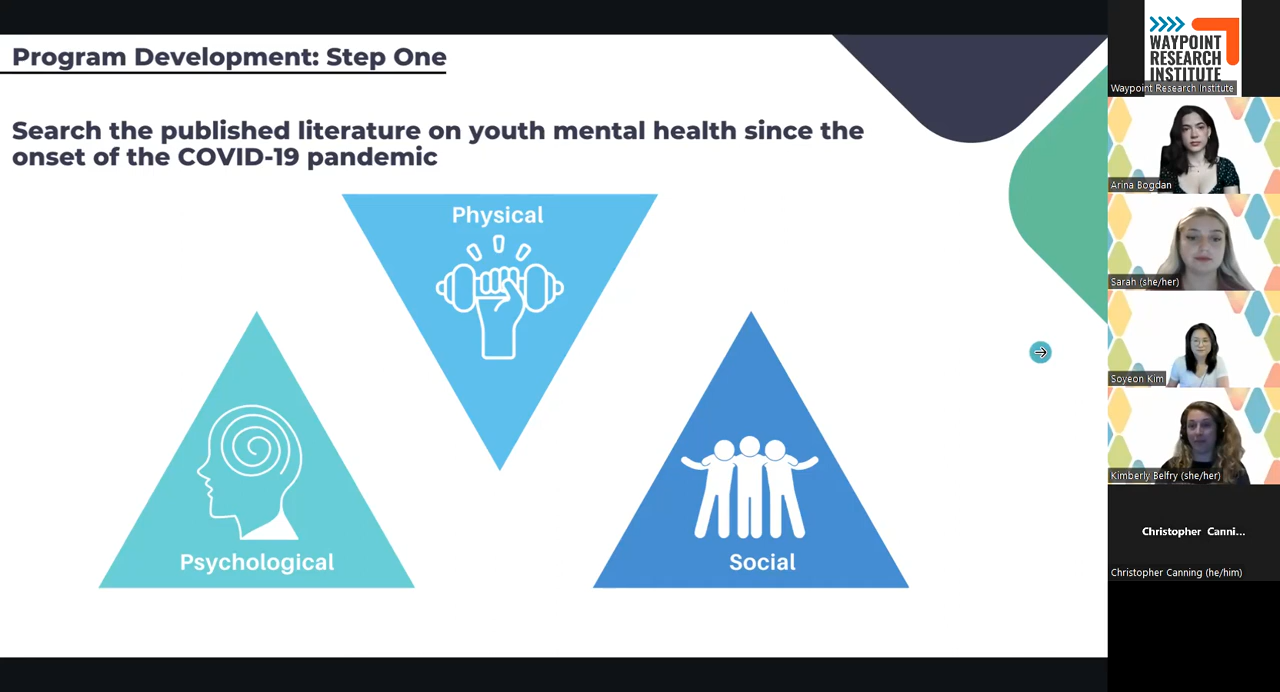 Program Development: Step One
Search the published literature on youth mental health since the
onset of the COVID-19 pandemic
Physical
Psychological
Social
WAYPOINT
RESEARCH
INSTITUTE
Waypoint Research Institute
Arina Bogdan
Sarah (she/her)
Soyeon Kim
Kimberly Belfry (she/her)
Christopher Canni...
Christopher Canning (he/him)